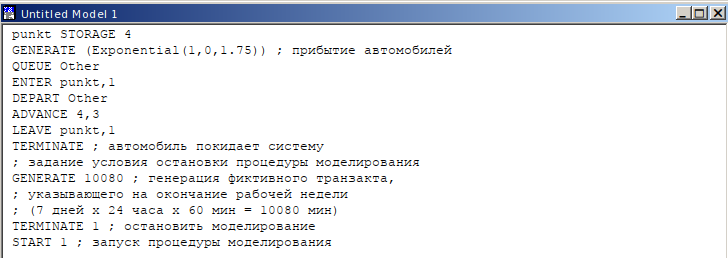 Untitled Model 1
punkt STORAGE 4
GENERATE (Exponential(1,0,1.75)) ; прибытие автомобилей
QUEUE Other
ENTER punkt,1
DEPART Other
ADVANCE 4,3
LEAVE punkt,1
TERMINATE ; автомобиль покидает систему
; задание условия остановки процедуры моделирования
GENERATE 10080 ; генерация фиктивного транзакта,
; указывающего на окончание рабочей недели
; (7 дней х 24 часа х 60 мин = 10080 мин)
TERMINATE 1 ; остановить моделирование
START 1 ; запуск процедуры моделирования